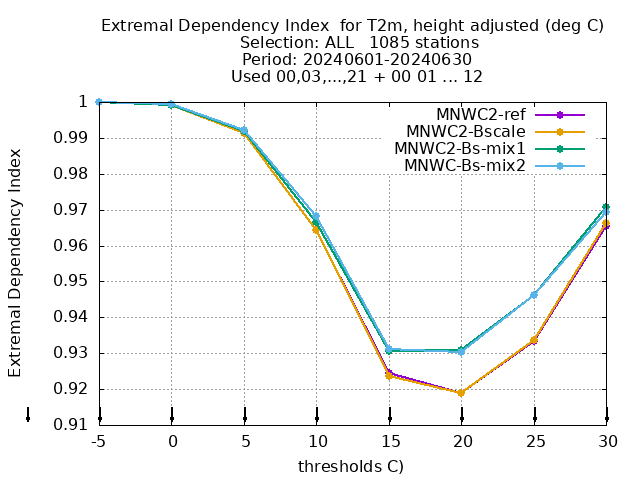 Extremal Dependency Index  for T2m, height adjusted (deg C)
Selection: ALL   1085 stations
Period: 20240601-20240630
Used 00,03,...,21 + 00 01 ... 12
MNWC2-ref
MNWC2-Bscale
MNWC2-Bs-mix1
MNWC-Bs-mix2
Extremal Dependency Index
1
0.99
0.98
0.97
0.96
0.95
0.94
0.93
0.92
0.91
-5
0
5
10
15
20
25
30
thresholds C)